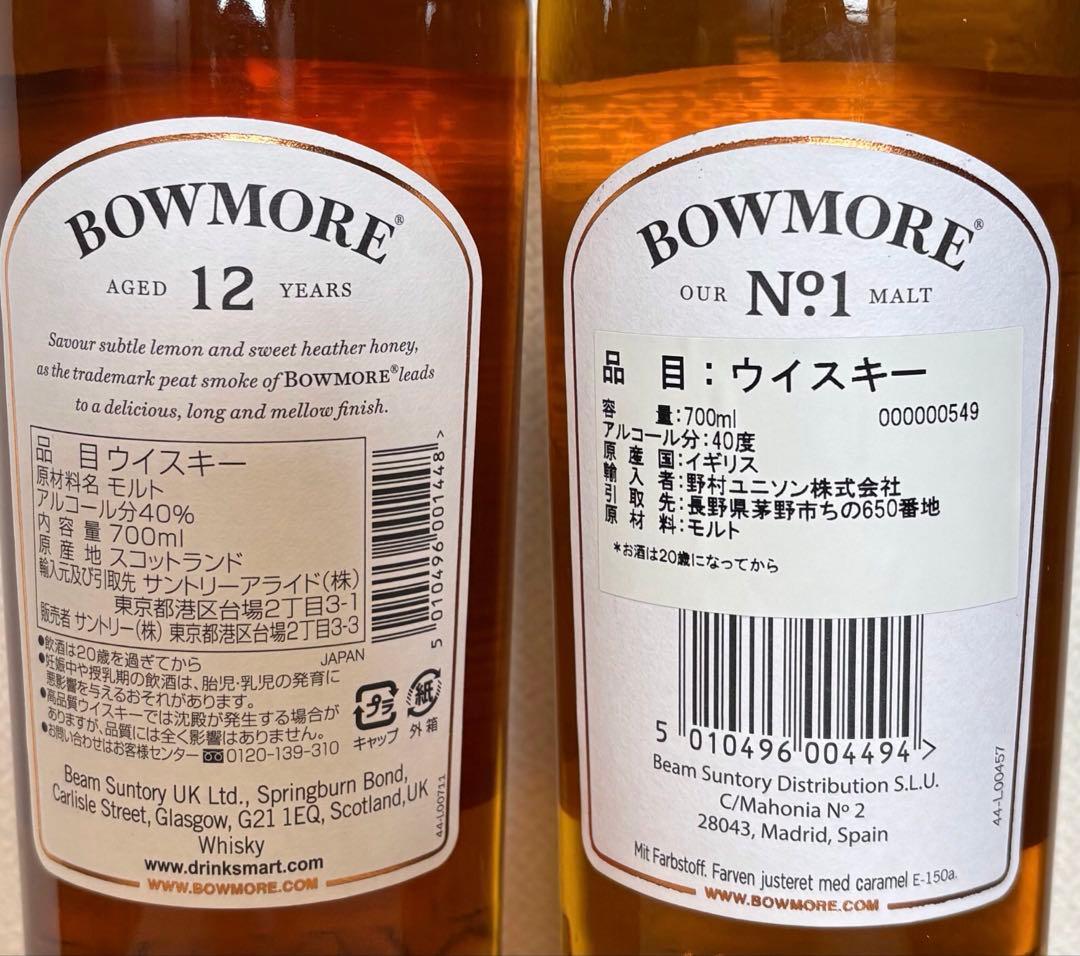 BOWMORE®
AGED 12 YEARS
Savour subtle lemon and sweet heather honey,
as the trademark peat smoke of BOWMORE® leads
to a delicious, long and mellow finish.
品 目 ウイスキー
原材料名 モルト
アルコール分40%
内容量 700ml
原産地 スコットランド
輸入元及び引取先 サントリーアライド(株)
東京都港区台場2丁目3-1
販売者 サントリー(株) 東京都港区台場2丁目3-3
JAPAN
●飲酒は20歳を過ぎてから
●妊娠中や授乳期の飲酒は、胎児・乳児の発育に
悪影響を与えるおそれがあります。
●高品質ウイスキーでは沈殿が発生する場合が
ありますが、品質には全く影響はありません。
●お問い合わせはお客様センター 0120-139-310
プラ
キャップ
紙
外箱
5 010496 001448 >
Beam Suntory UK Ltd., Springburn Bond,
Carlisle Street, Glasgow, G21 1EQ, Scotland, UK
Whisky
www.drinksmart.com
WWW.BOWMORE.COM
44-L00711
BOWMORE®
OUR Nº1 MALT
品 目:ウイスキー
容 量:700ml 000000549
アルコール分:40度
原産国:イギリス
輸入者:野村ユニソン株式会社
引取先:長野県茅野市ちの650番地
原材料:モルト
*お酒は20歳になってから
5 010496 004494 >
Beam Suntory Distribution S.L.U.
C/Mahonia Nº 2
28043, Madrid, Spain
Mit Farbstoff. Farven justeret med caramel E-150a.
WWW.BOWMORE.COM
44-L00457